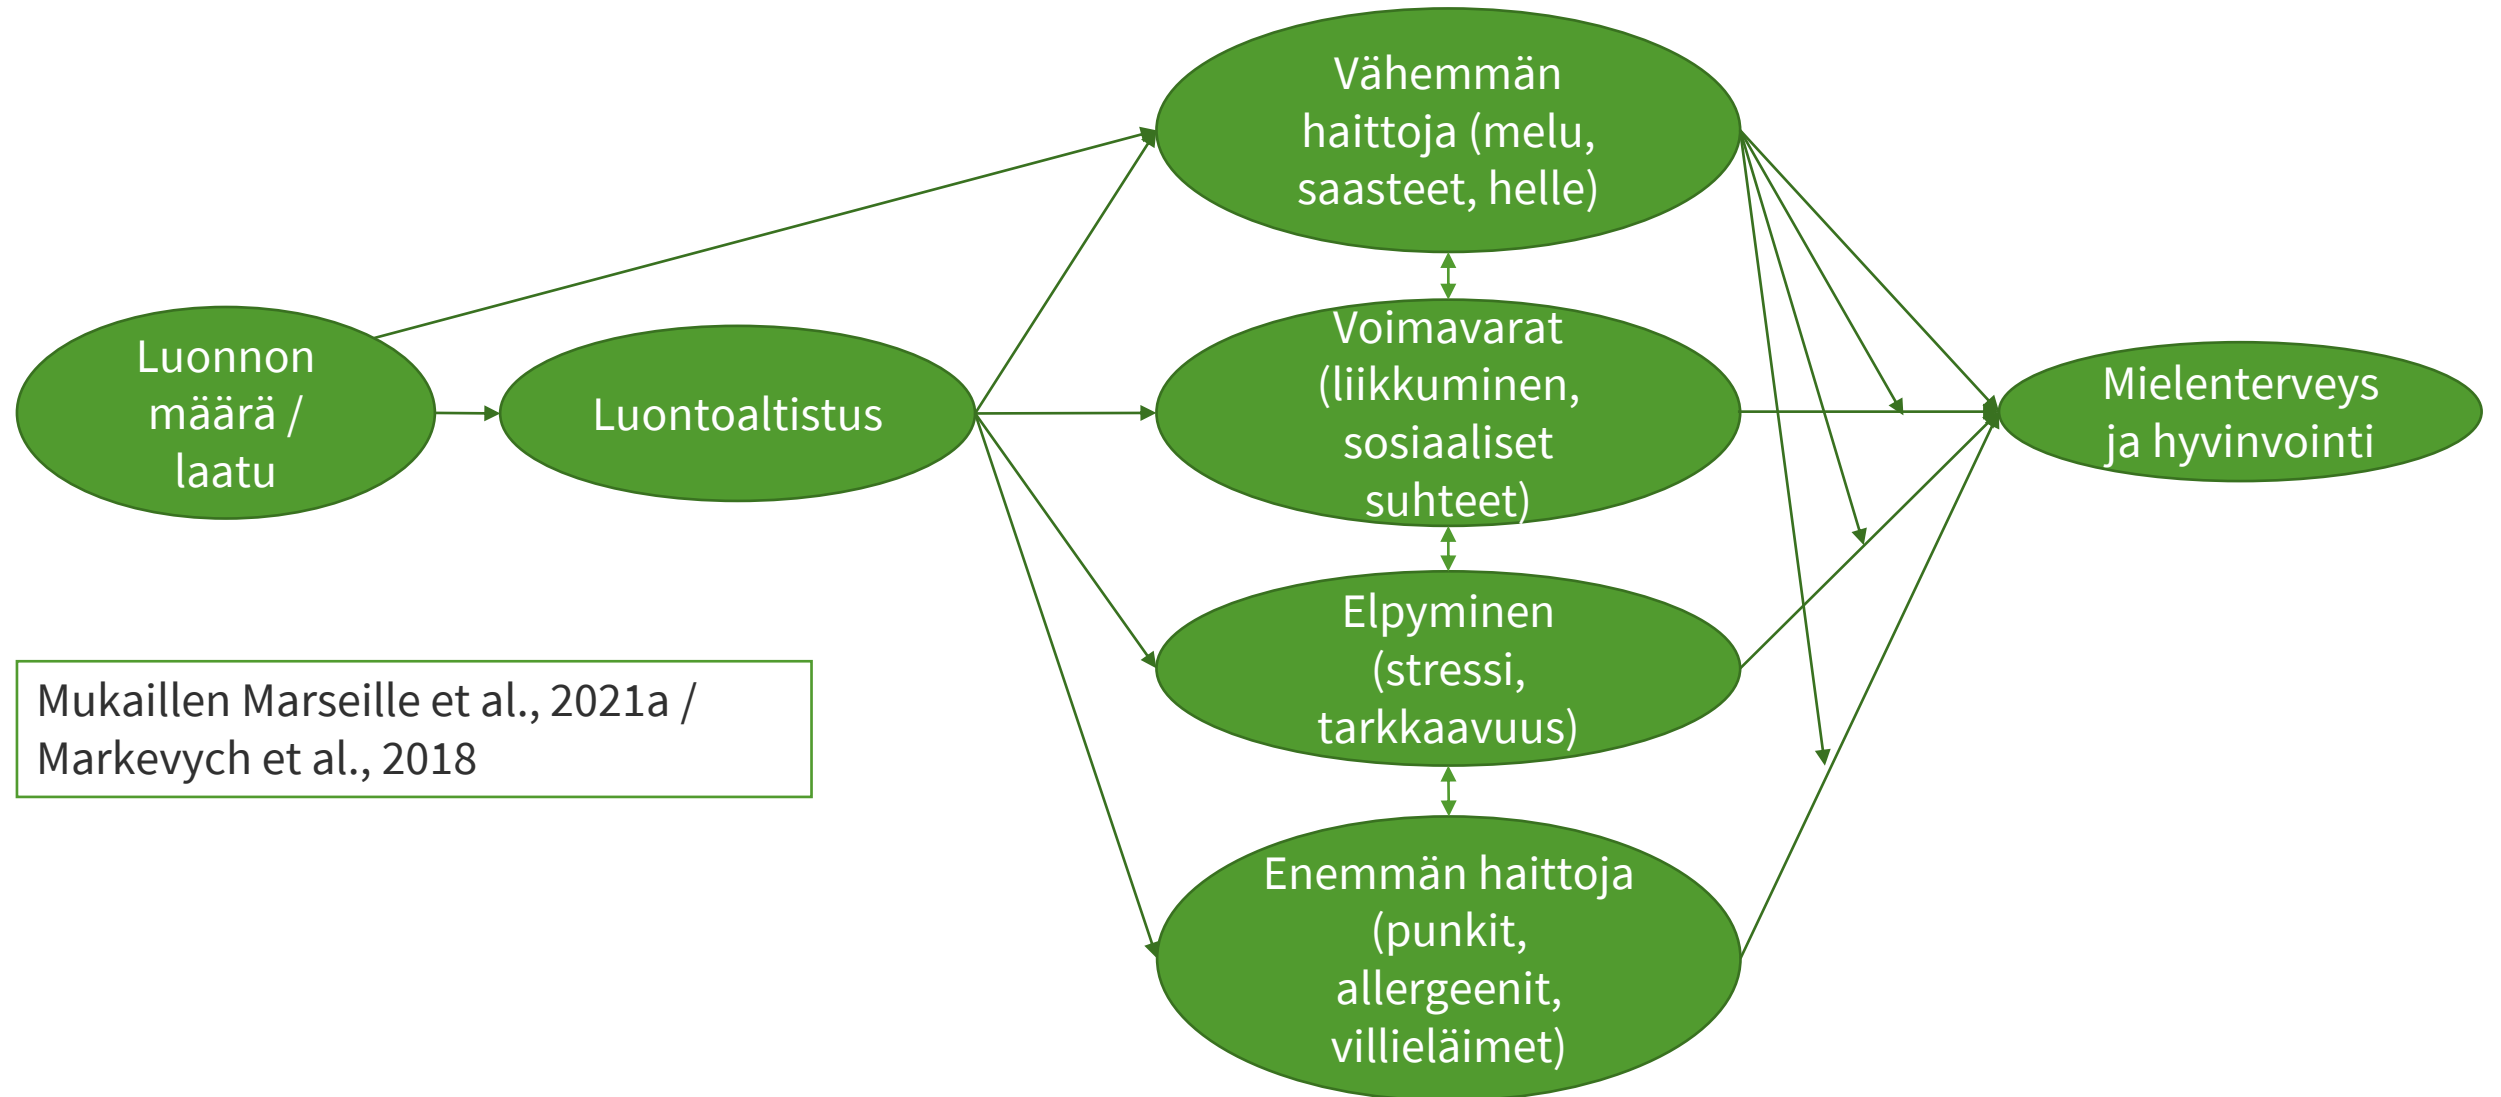 Luonnon
määrä /
laatu
Luontoaltistus
Vähemmän
haittoja (melu,
saasteet, helle)
Voimavarat
(liikkuminen,
sosiaaliset
suhteet)
Elpyminen
(stressi,
tarkkaavuus)
Enemmän haittoja
(punkit,
allergeenit,
villieläimet)
Mielenterveys
ja hyvinvointi
Mukaillen Marseille et al., 2021a /
Markevych et al., 2018